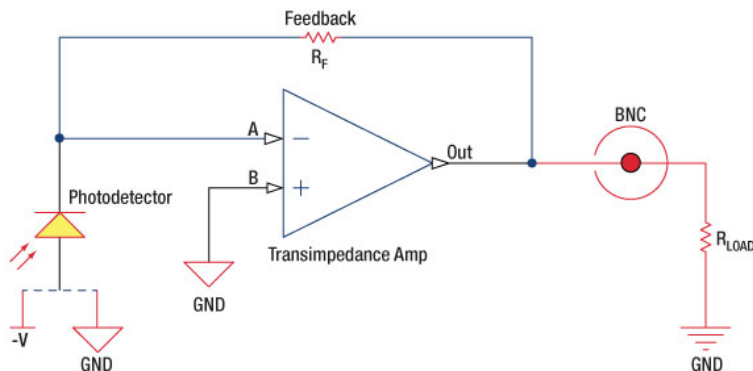 Feedback
R_F
BNC
A
−
Out
B
+
Photodetector
R_LOAD
Transimpedance Amp
GND
-V
GND
GND